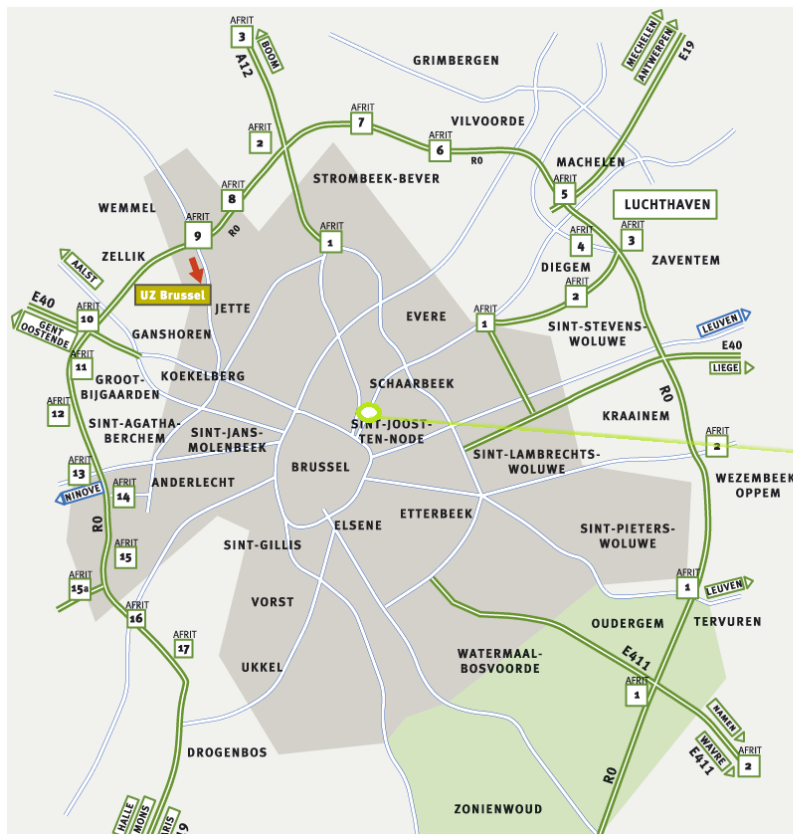 AFRIT
3
BOOM
A12
GRIMBERGEN
MECHELEN
ANTWERPEN
E19
AFRIT
7
VILVOORDE
AFRIT
2
AFRIT
6
R0
MACHELEN
STROMBEEK-BEVER
AFRIT
5
AFRIT
8
WEMMEL
LUCHTHAVEN
AFRIT
9
R0
AFRIT
1
AFRIT
4
AFRIT
3
ZELLIK
AALST
DIEGEM
ZAVENTEM
UZ Brussel
JETTE
AFRIT
2
E40
GENT
OOSTENDE
AFRIT
10
GANSHOREN
EVERE
AFRIT
1
SINT-STEVENS-
WOLUWE
LEUVEN
E40
LIEGE
AFRIT
11
KOEKELBERG
GROOT-
BIJGAARDEN
SCHAARBEEK
R0
AFRIT
12
SINT-AGATHA-
BERCHEM
SINT-JANS-
MOLENBEEK
SINT-JOOST-
TEN-NODE
KRAAINEM
AFRIT
2
SINT-LAMBRECHTS-
WOLUWE
AFRIT
13
NINOVE
AFRIT
14
ANDERLECHT
BRUSSEL
WEZEMBEEK
OPPEM
R0
ETTERBEEK
ELSENE
SINT-PIETERS-
WOLUWE
SINT-GILLIS
AFRIT
15
AFRIT
15a
AFRIT
1
LEUVEN
VORST
AFRIT
16
OUDERGEM
TERVUREN
AFRIT
17
UKKEL
WATERMAAL-
BOSVOORDE
E411
AFRIT
1
NAMEN
WAVRE
E411
AFRIT
2
DROGENBOS
R0
ZONIENWOUD
HALLE
MONS